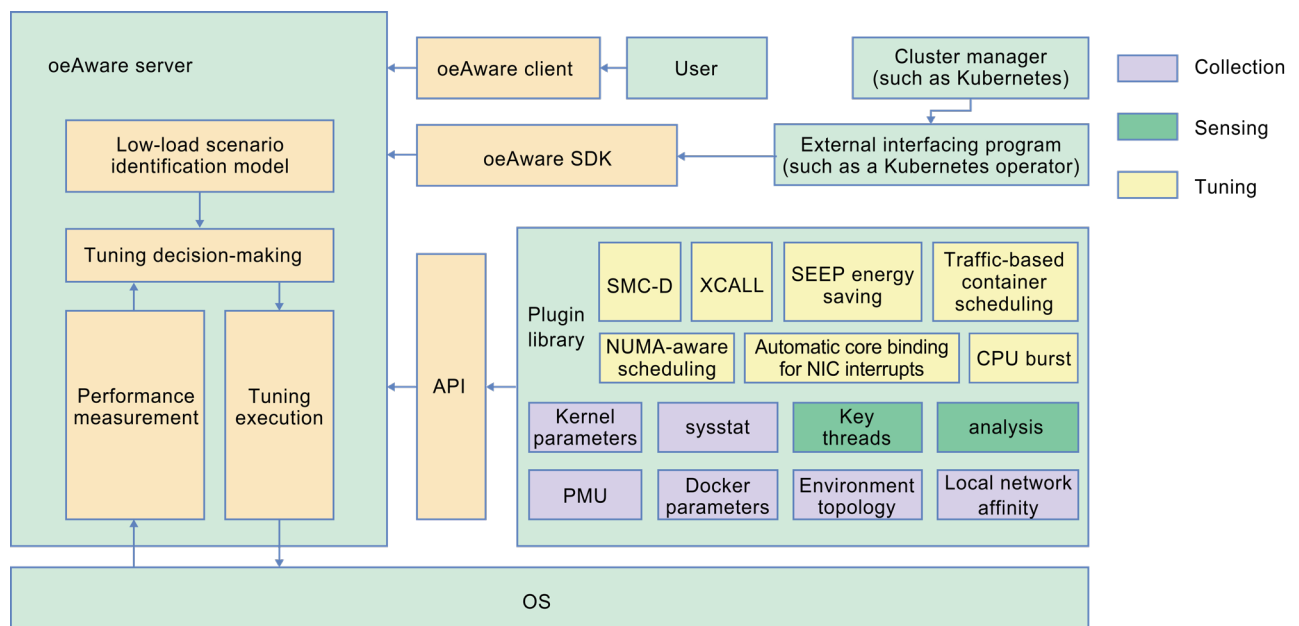 oeAware server
oeAware client
User
Cluster manager
(such as Kubernetes)
Collection
Low-load scenario
identification model
oeAware SDK
External interfacing program
(such as a Kubernetes operator)
Sensing
Tuning
Tuning decision-making
Performance
measurement
Tuning
execution
API
Plugin
library
SMC-D
XCALL
SEEP energy
saving
Traffic-based
container
scheduling
NUMA-aware
scheduling
Automatic core binding
for NIC interrupts
CPU burst
Kernel
parameters
sysstat
Key
threads
analysis
PMU
Docker
parameters
Environment
topology
Local network
affinity
OS